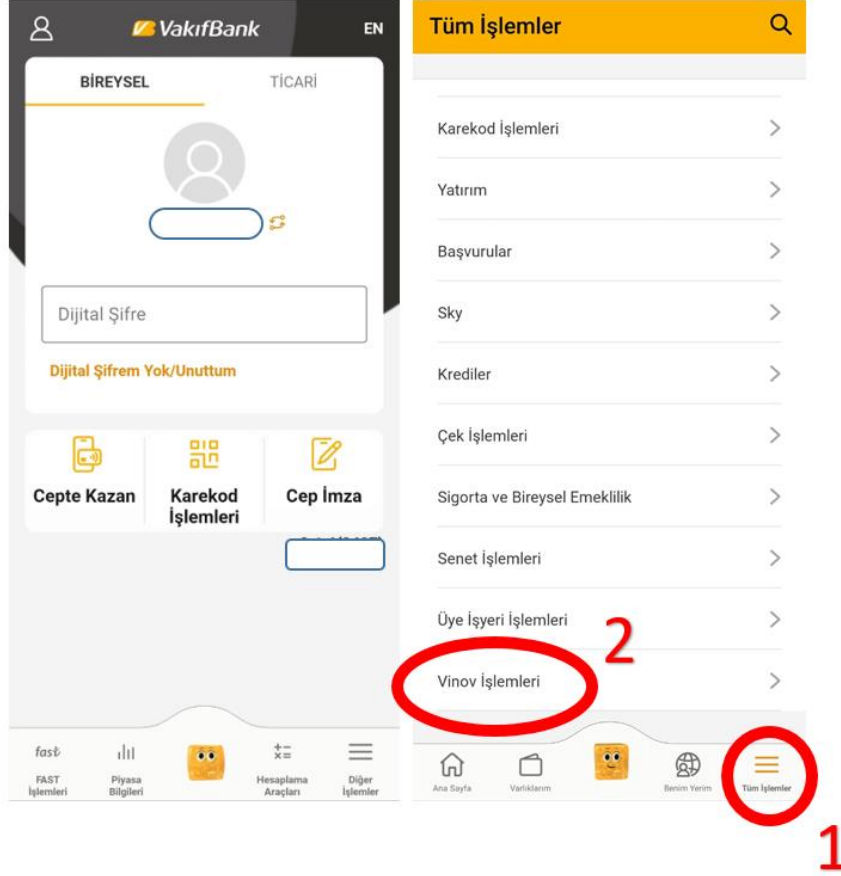 VakıfBank
EN
BİREYSEL
TİCARİ
Dijital Şifre
Dijital Şifrem Yok/Unuttum
Cepte Kazan
Karekod
İşlemleri
Cep İmza
fast
FAST
İşlemleri
Piyasa
Bilgileri
Hesaplama
Araçları
Diğer
İşlemler
Tüm İşlemler
Karekod İşlemleri
Yatırım
Başvurular
Sky
Krediler
Çek İşlemleri
Sigorta ve Bireysel Emeklilik
Senet İşlemleri
Üye İşyeri İşlemleri
2
Vinov İşlemleri
Ana Sayfa
Varlıklarım
Benim Yerim
Tüm İşlemler
1